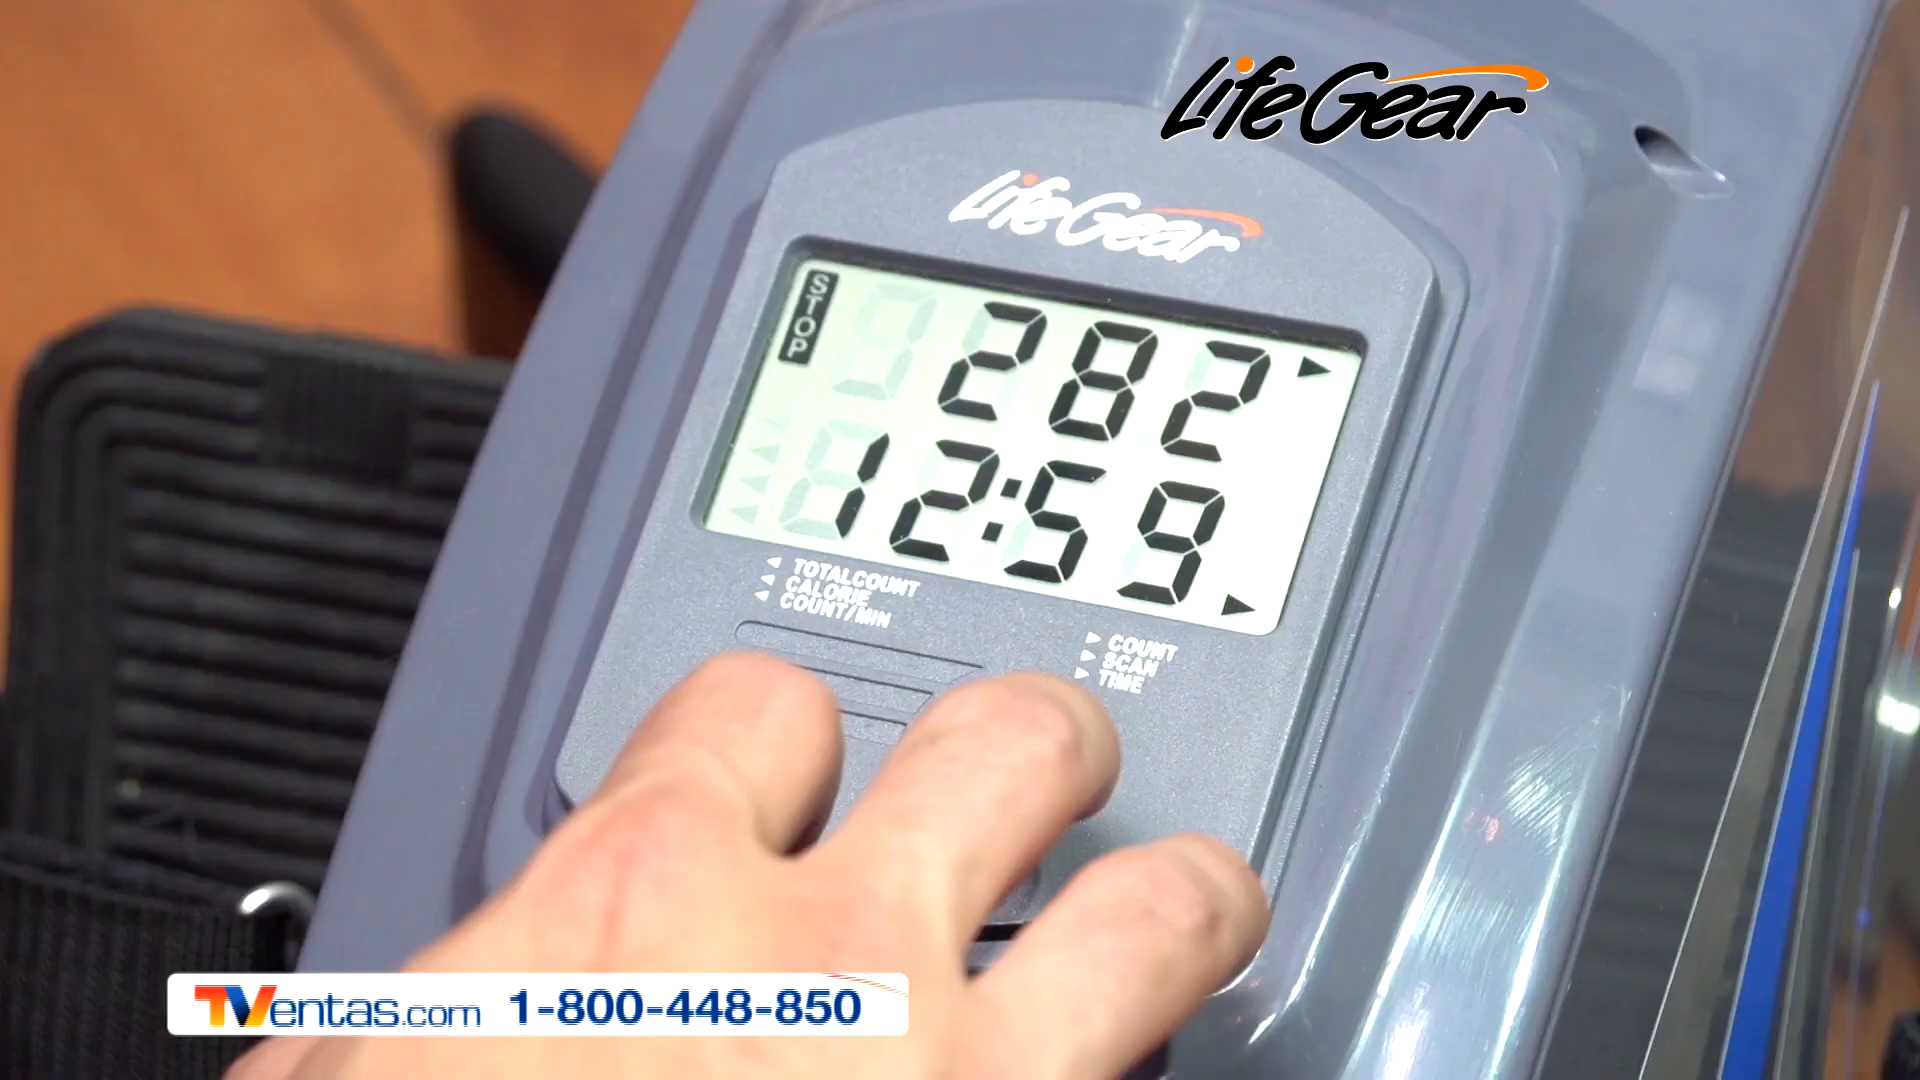 LifeGear
LifeGear
STOP
282
12:59
TOTALCOUNT
CALORIE
COUNT/MIN
COUNT
SCAN
TIME
TVentas.com 1-800-448-850